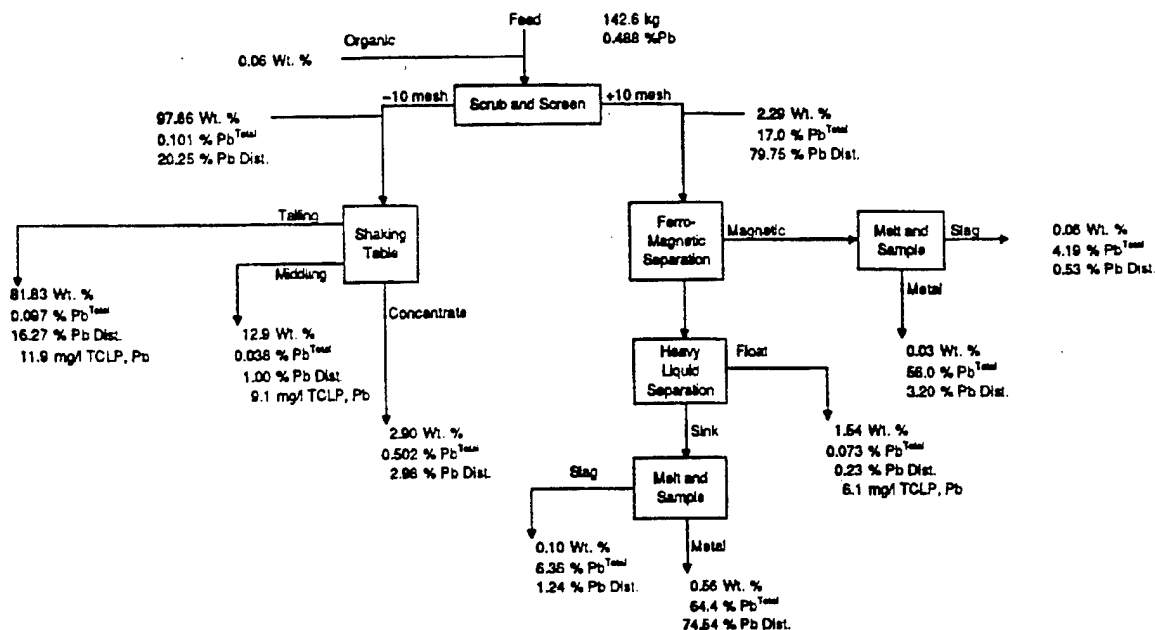 Feed
142.6 kg
0.488 %Pb
Organic
0.06 Wt. %
Scrub and Screen
-10 mesh
+10 mesh
97.86 Wt. %
0.101 % Pb Total
20.25 % Pb Dist.
2.29 Wt. %
17.0 % Pb Total
79.75 % Pb Dist.
Tailing
Shaking
Table
Middling
Concentrate
81.83 Wt. %
0.097 % Pb Total
16.27 % Pb Dist.
11.9 mg/l TCLP, Pb
12.9 Wt. %
0.038 % Pb Total
1.00 % Pb Dist.
9.1 mg/l TCLP, Pb
2.90 Wt. %
0.502 % Pb Total
2.98 % Pb Dist.
Ferro-
Magnetic
Separation
Magnetic
Melt and
Sample
Slag
0.06 Wt. %
4.19 % Pb Total
0.53 % Pb Dist.
Metal
0.03 Wt. %
56.0 % Pb Total
3.20 % Pb Dist.
Heavy
Liquid
Separation
Float
1.54 Wt. %
0.073 % Pb Total
0.23 % Pb Dist.
6.1 mg/l TCLP, Pb
Sink
Melt and
Sample
Slag
0.10 Wt. %
6.36 % Pb Total
1.24 % Pb Dist.
Metal
0.56 Wt. %
64.4 % Pb Total
74.54 % Pb Dist.